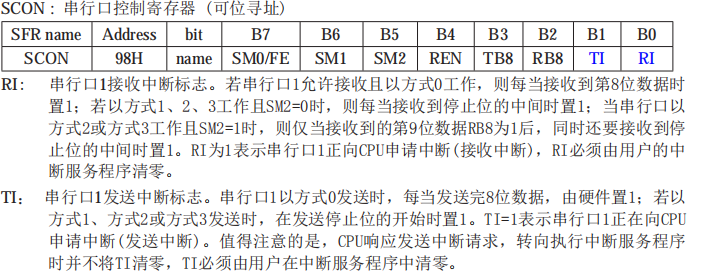 SCON : 串行口控制寄存器 (可位寻址)
SFR name Address bit B7 B6 B5 B4 B3 B2 B1 B0
SCON 98H name SM0/FE SM1 SM2 REN TB8 RB8 TI RI
RI: 串行口1接收中断标志。若串行口1允许接收且以方式0工作，则每当接收到第8位数据时
置1；若以方式1、2、3工作且SM2=0时，则每当接收到停止位的中间时置1；当串行口以
方式2或方式3工作且SM2=1时，则仅当接收到的第9位数据RB8为1后，同时还要接收到停
止位的中间时置1。RI为1表示串行口1正向CPU申请中断(接收中断)，RI必须由用户的中
断服务程序清零。
TI: 串行口1发送中断标志。串行口1以方式0发送时，每当发送完8位数据，由硬件置1；若以
方式1、方式2或方式3发送时，在发送停止位的开始时置1。TI=1表示串行口1正在向CPU
申请中断(发送中断)。值得注意的是，CPU响应发送中断请求，转向执行中断服务程序
时并不将TI清零，TI必须由用户在中断服务程序中清零。